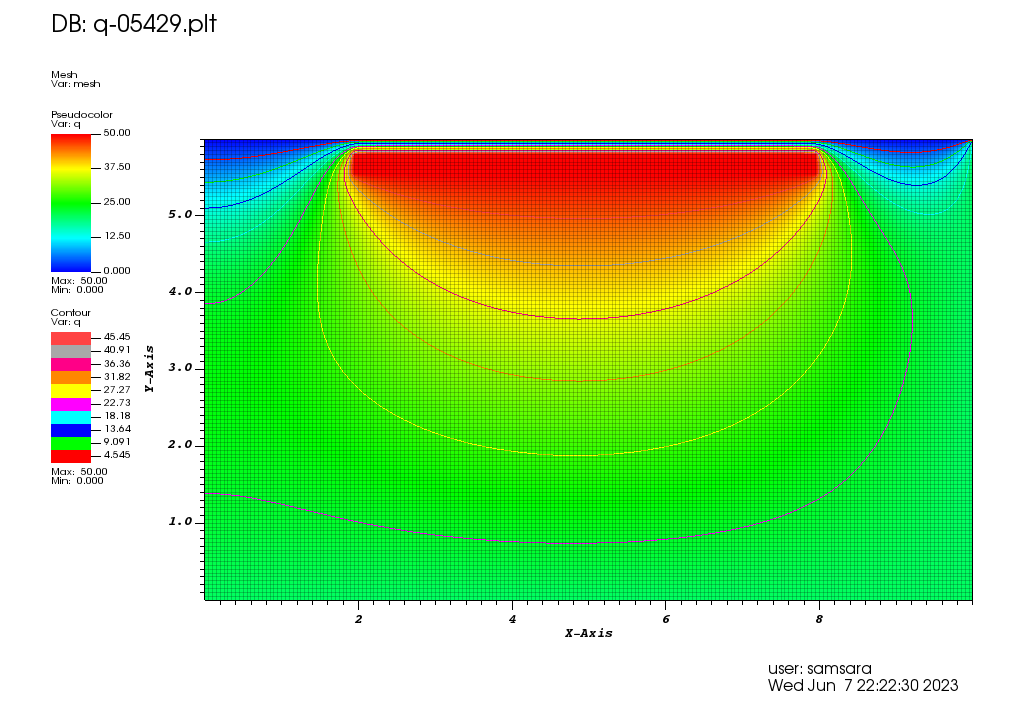 DB: q-05429.plt
Mesh
Var: mesh
Pseudocolor
Var: q
50.00
37.50
25.00
12.50
0.000
Max: 50.00
Min: 0.000
Contour
Var: q
45.45
40.91
36.36
31.82
27.27
22.73
18.18
13.64
9.091
4.545
Max: 50.00
Min: 0.000
Y-Axis
5.0
4.0
3.0
2.0
1.0
2 4 6 8
X-Axis
user: samsara
Wed Jun 7 22:22:30 2023